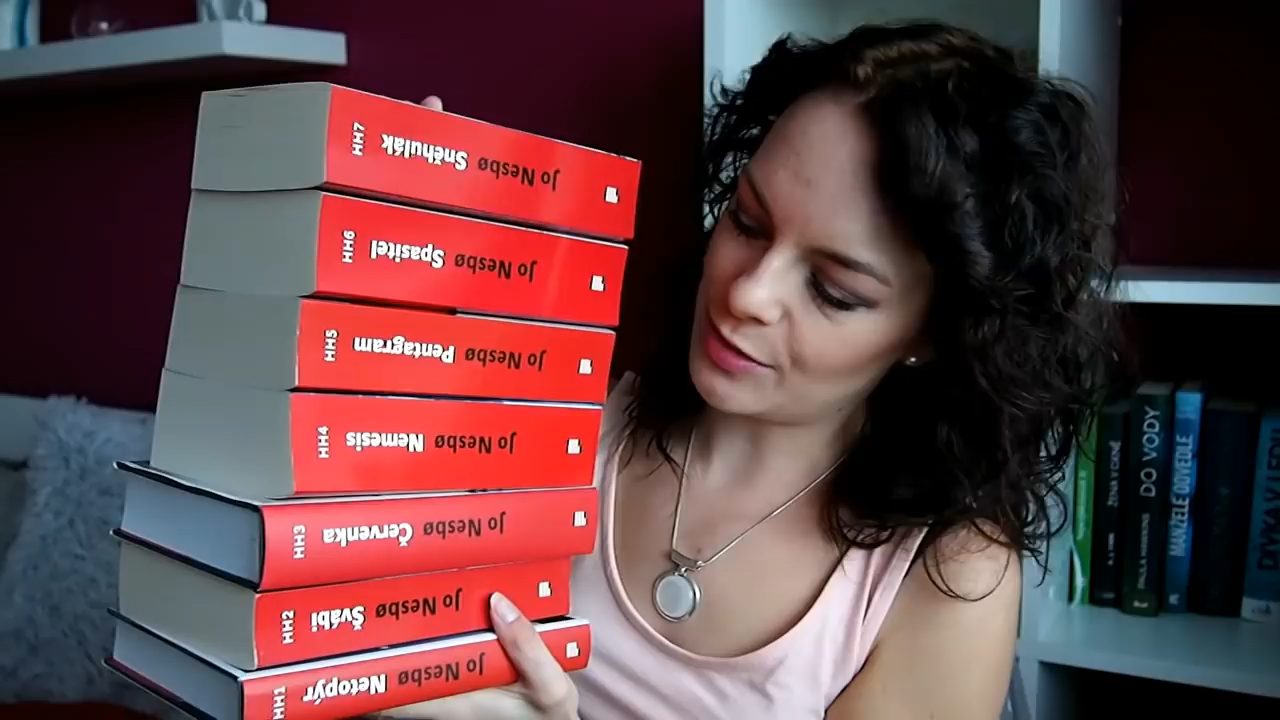 HH7 Sněhulák Jo Nesbø
HH6 Spasitel Jo Nesbø
HH5 Pentagram Jo Nesbø
HH4 Nemesis Jo Nesbø
HH3 Červenka Jo Nesbø
HH2 Švábi Jo Nesbø
HH1 Netopýr Jo Nesbø
DO VODY
MANŽELÉ ODVEDLE